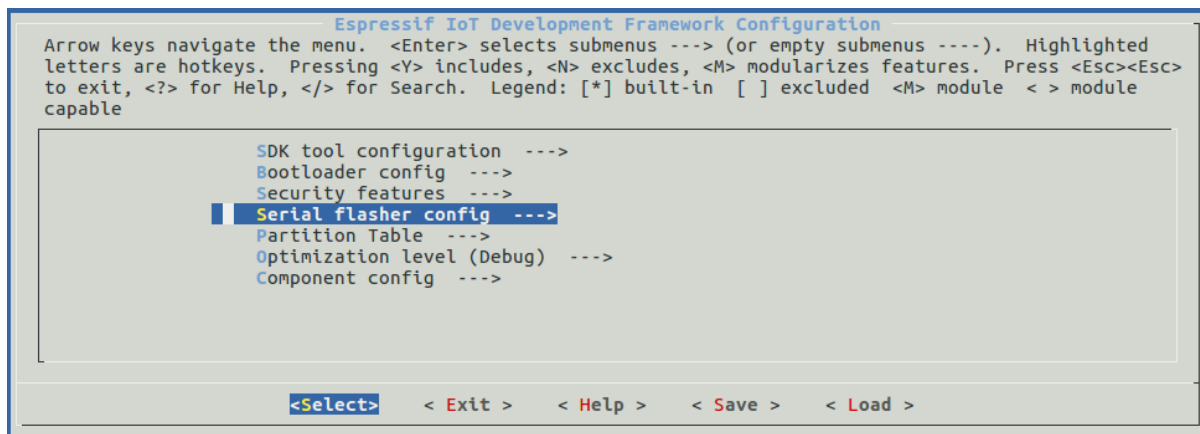 Espressif IoT Development Framework Configuration
Arrow keys navigate the menu.  <Enter> selects submenus ---> (or empty submenus ----).  Highlighted
letters are hotkeys.  Pressing <Y> includes, <N> excludes, <M> modularizes features.  Press <Esc><Esc>
to exit, <?> for Help, </> for Search.  Legend: [*] built-in  [ ] excluded  <M> module  < > module
capable
SDK tool configuration  --->
Bootloader config  --->
Security features  --->
Serial flasher config  --->
Partition Table  --->
Optimization level (Debug)  --->
Component config  --->
<Select>    < Exit >    < Help >    < Save >    < Load >